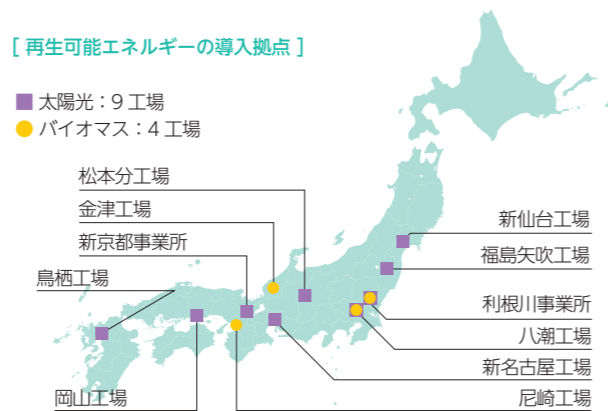 [ 再生可能エネルギーの導入拠点 ]
太陽光：9 工場
バイオマス：4 工場
松本分工場
金津工場
新京都事業所
鳥栖工場
岡山工場
新仙台工場
福島矢吹工場
利根川事業所
八潮工場
新名古屋工場
尼崎工場